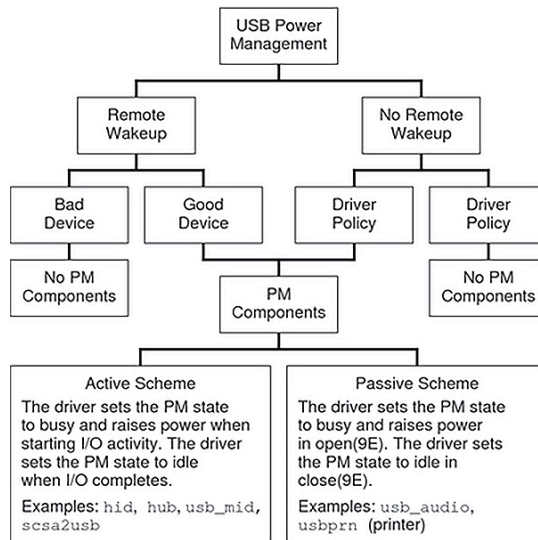 USB Power
Management
Remote
Wakeup
No Remote
Wakeup
Bad
Device
Good
Device
Driver
Policy
Driver
Policy
No PM
Components
PM
Components
No PM
Components
Active Scheme
The driver sets the PM state
to busy and raises power when
starting I/O activity. The driver
sets the PM state to idle
when I/O completes.
Examples: hid, hub, usb_mid,
scsa2usb
Passive Scheme
The driver sets the PM state
to busy and raises power
in open(9E). The driver sets
the PM state to idle in
close(9E).
Examples: usb_audio,
usbprn (printer)